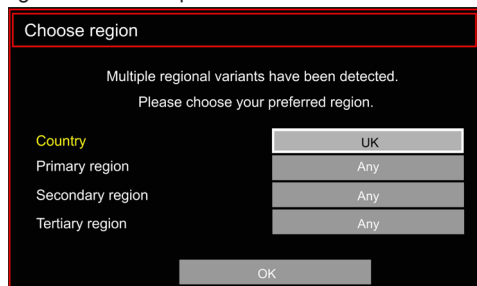 Choose region
Multiple regional variants have been detected.
Please choose your preferred region.
Country UK
Primary region Any
Secondary region Any
Tertiary region Any
OK